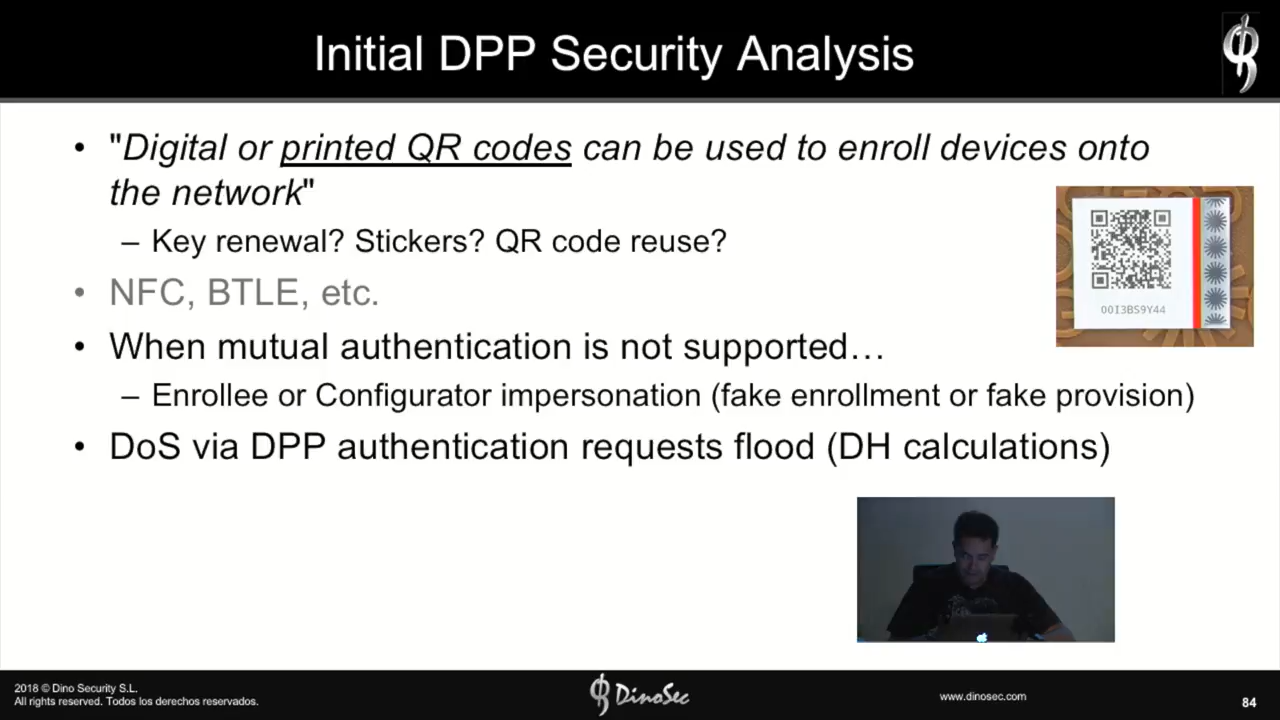 Initial DPP Security Analysis
• "Digital or printed QR codes can be used to enroll devices onto
the network"
– Key renewal? Stickers? QR code reuse?
00I3BS9Y44
• NFC, BTLE, etc.
• When mutual authentication is not supported…
– Enrollee or Configurator impersonation (fake enrollment or fake provision)
• DoS via DPP authentication requests flood (DH calculations)
2018 © Dino Security S.L.
All rights reserved. Todos los derechos reservados.
DinoSec
www.dinosec.com
84